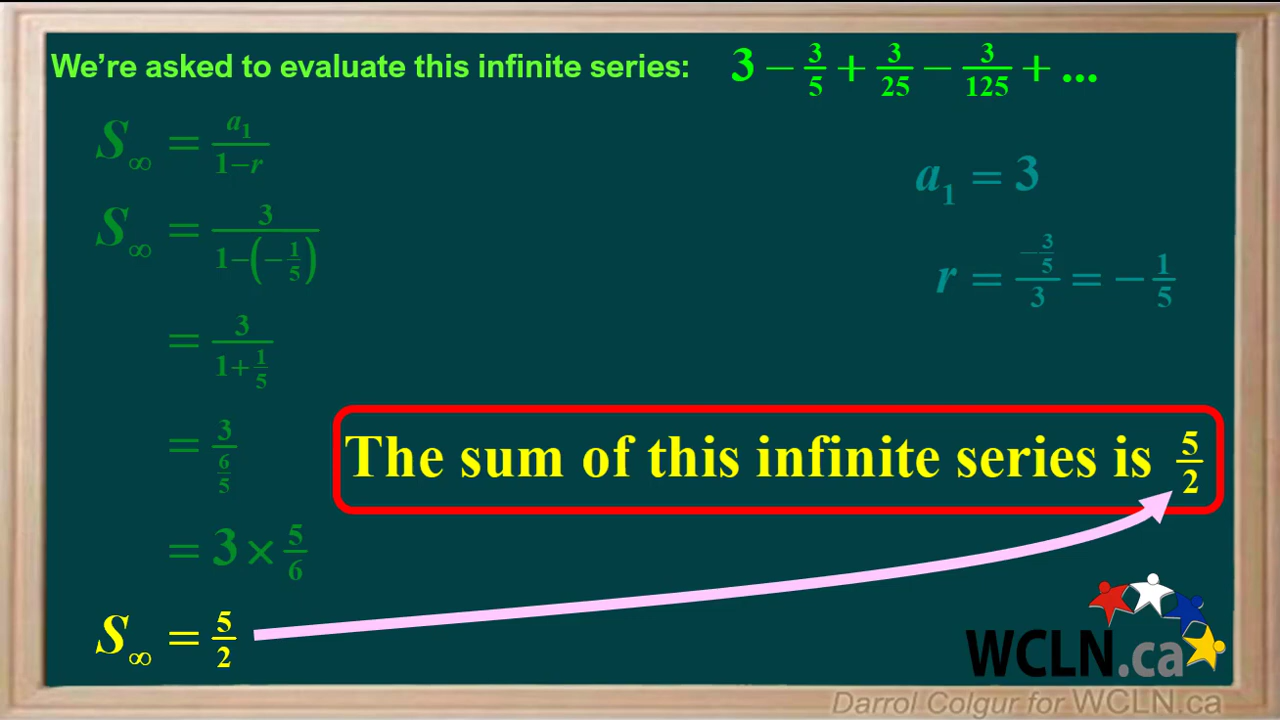 We're asked to evaluate this infinite series: 3 − 3/5 + 3/25 − 3/125 + ...
S∞ = a₁/(1−r)
a₁ = 3
S∞ = 3/(1−(−1/5))
r = (−3/5)/3 = −1/5
= 3/(1+1/5)
= 3/(6/5)
The sum of this infinite series is 5/2
= 3 × 5/6
S∞ = 5/2
WCLN.ca
Darrol Colgur for WCLN.ca